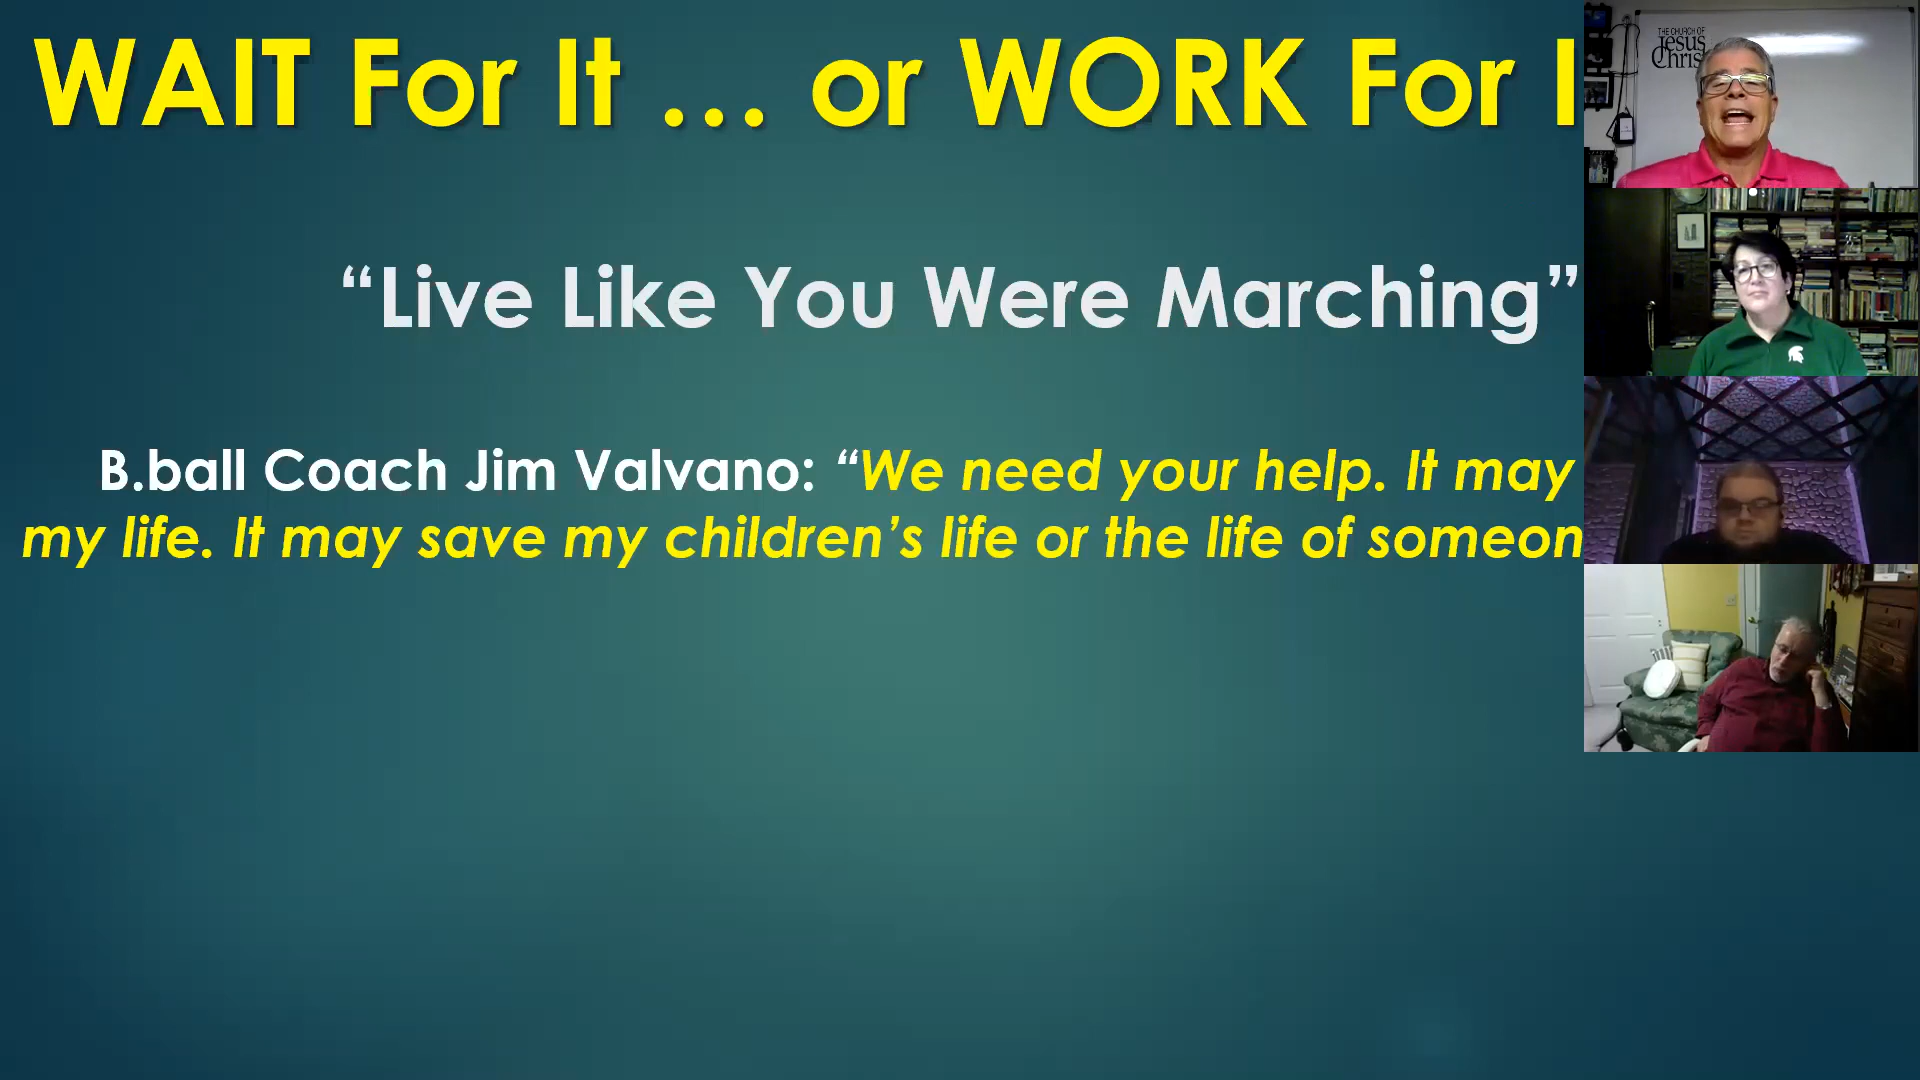 WAIT For It … or WORK For I
“Live Like You Were Marching”
B.ball Coach Jim Valvano: “We need your help. It may
my life. It may save my children’s life or the life of someon
THE CHURCH OF
Jesus
Chris